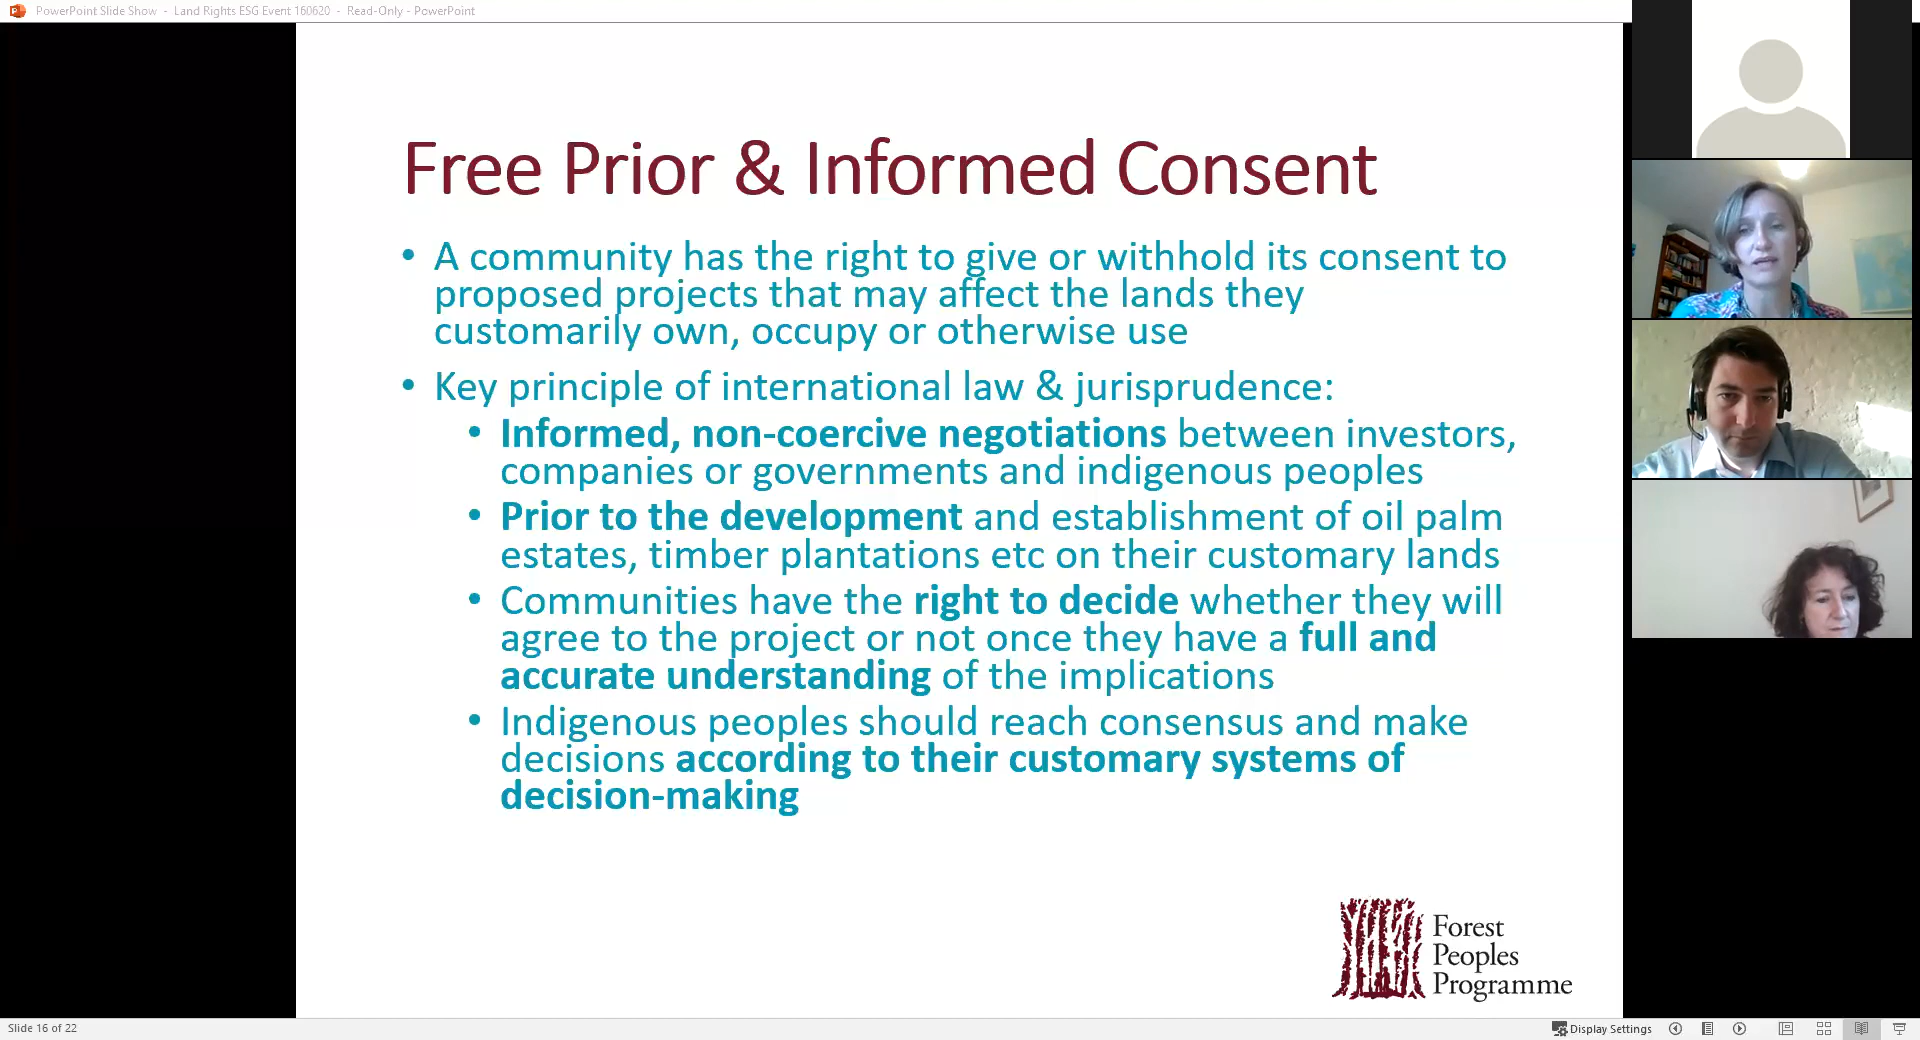 PowerPoint Slide Show - Land Rights ESG Event 160620 - Read-Only - PowerPoint
Free Prior & Informed Consent
• A community has the right to give or withhold its consent to
proposed projects that may affect the lands they
customarily own, occupy or otherwise use
• Key principle of international law & jurisprudence:
• Informed, non-coercive negotiations between investors,
companies or governments and indigenous peoples
• Prior to the development and establishment of oil palm
estates, timber plantations etc on their customary lands
• Communities have the right to decide whether they will
agree to the project or not once they have a full and
accurate understanding of the implications
• Indigenous peoples should reach consensus and make
decisions according to their customary systems of
decision-making
Forest
Peoples
Programme
Slide 16 of 22
Display Settings